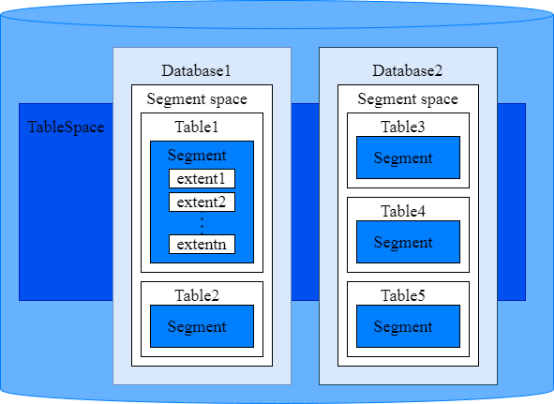 TableSpace
Database1
Segment space
Table1
Segment
extent1
extent2
extentn
Table2
Segment
Database2
Segment space
Table3
Segment
Table4
Segment
Table5
Segment